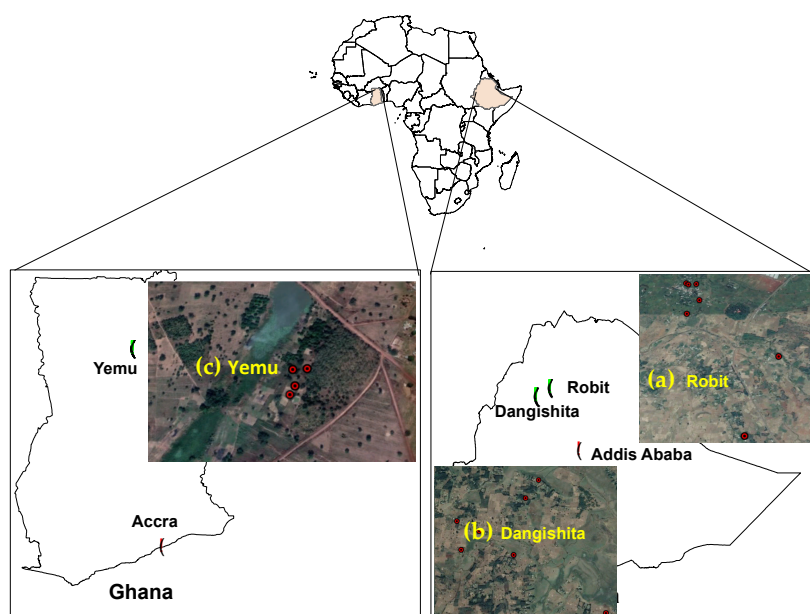 (c) Yemu
Yemu
Accra
Ghana
(a) Robit
Robit
Dangishita
Addis Ababa
(b) Dangishita